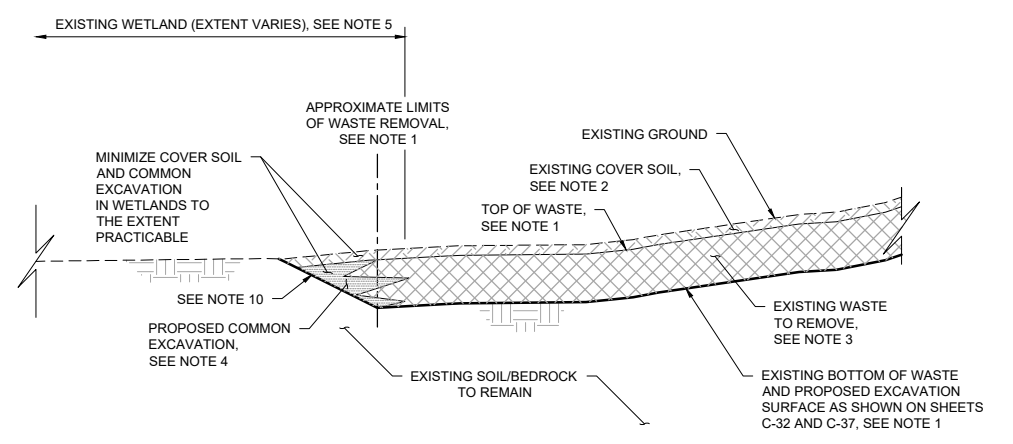 EXISTING WETLAND (EXTENT VARIES), SEE NOTE 5
APPROXIMATE LIMITS
OF WASTE REMOVAL,
SEE NOTE 1
MINIMIZE COVER SOIL
AND COMMON
EXCAVATION
IN WETLANDS TO
THE EXTENT
PRACTICABLE
EXISTING GROUND
EXISTING COVER SOIL,
SEE NOTE 2
TOP OF WASTE,
SEE NOTE 1
SEE NOTE 10
PROPOSED COMMON
EXCAVATION,
SEE NOTE 4
EXISTING WASTE
TO REMOVE,
SEE NOTE 3
EXISTING SOIL/BEDROCK
TO REMAIN
EXISTING BOTTOM OF WASTE
AND PROPOSED EXCAVATION
SURFACE AS SHOWN ON SHEETS
C-32 AND C-37, SEE NOTE 1